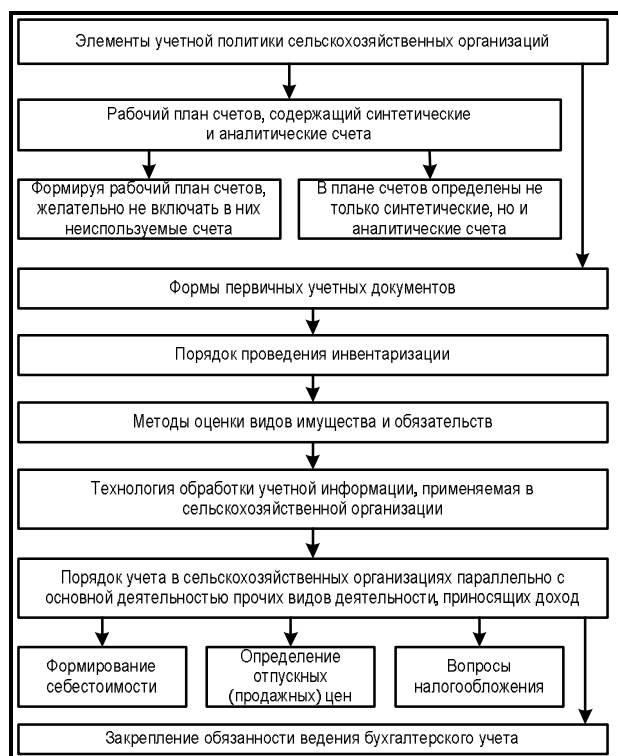 Элементы учетной политики сельскохозяйственных организаций
Рабочий план счетов, содержащий синтетические
и аналитические счета
Формируя рабочий план счетов,
желательно не включать в них
неиспользуемые счета
В плане счетов определены не
только синтетические, но и
аналитические счета
Формы первичных учетных документов
Порядок проведения инвентаризации
Методы оценки видов имущества и обязательств
Технология обработки учетной информации, применяемая в
сельскохозяйственной организации
Порядок учета в сельскохозяйственных организациях параллельно с
основной деятельностью прочих видов деятельности, приносящих доход
Формирование
себестоимости
Определение
отпускных
(продажных) цен
Вопросы
налогообложения
Закрепление обязанности ведения бухгалтерского учета